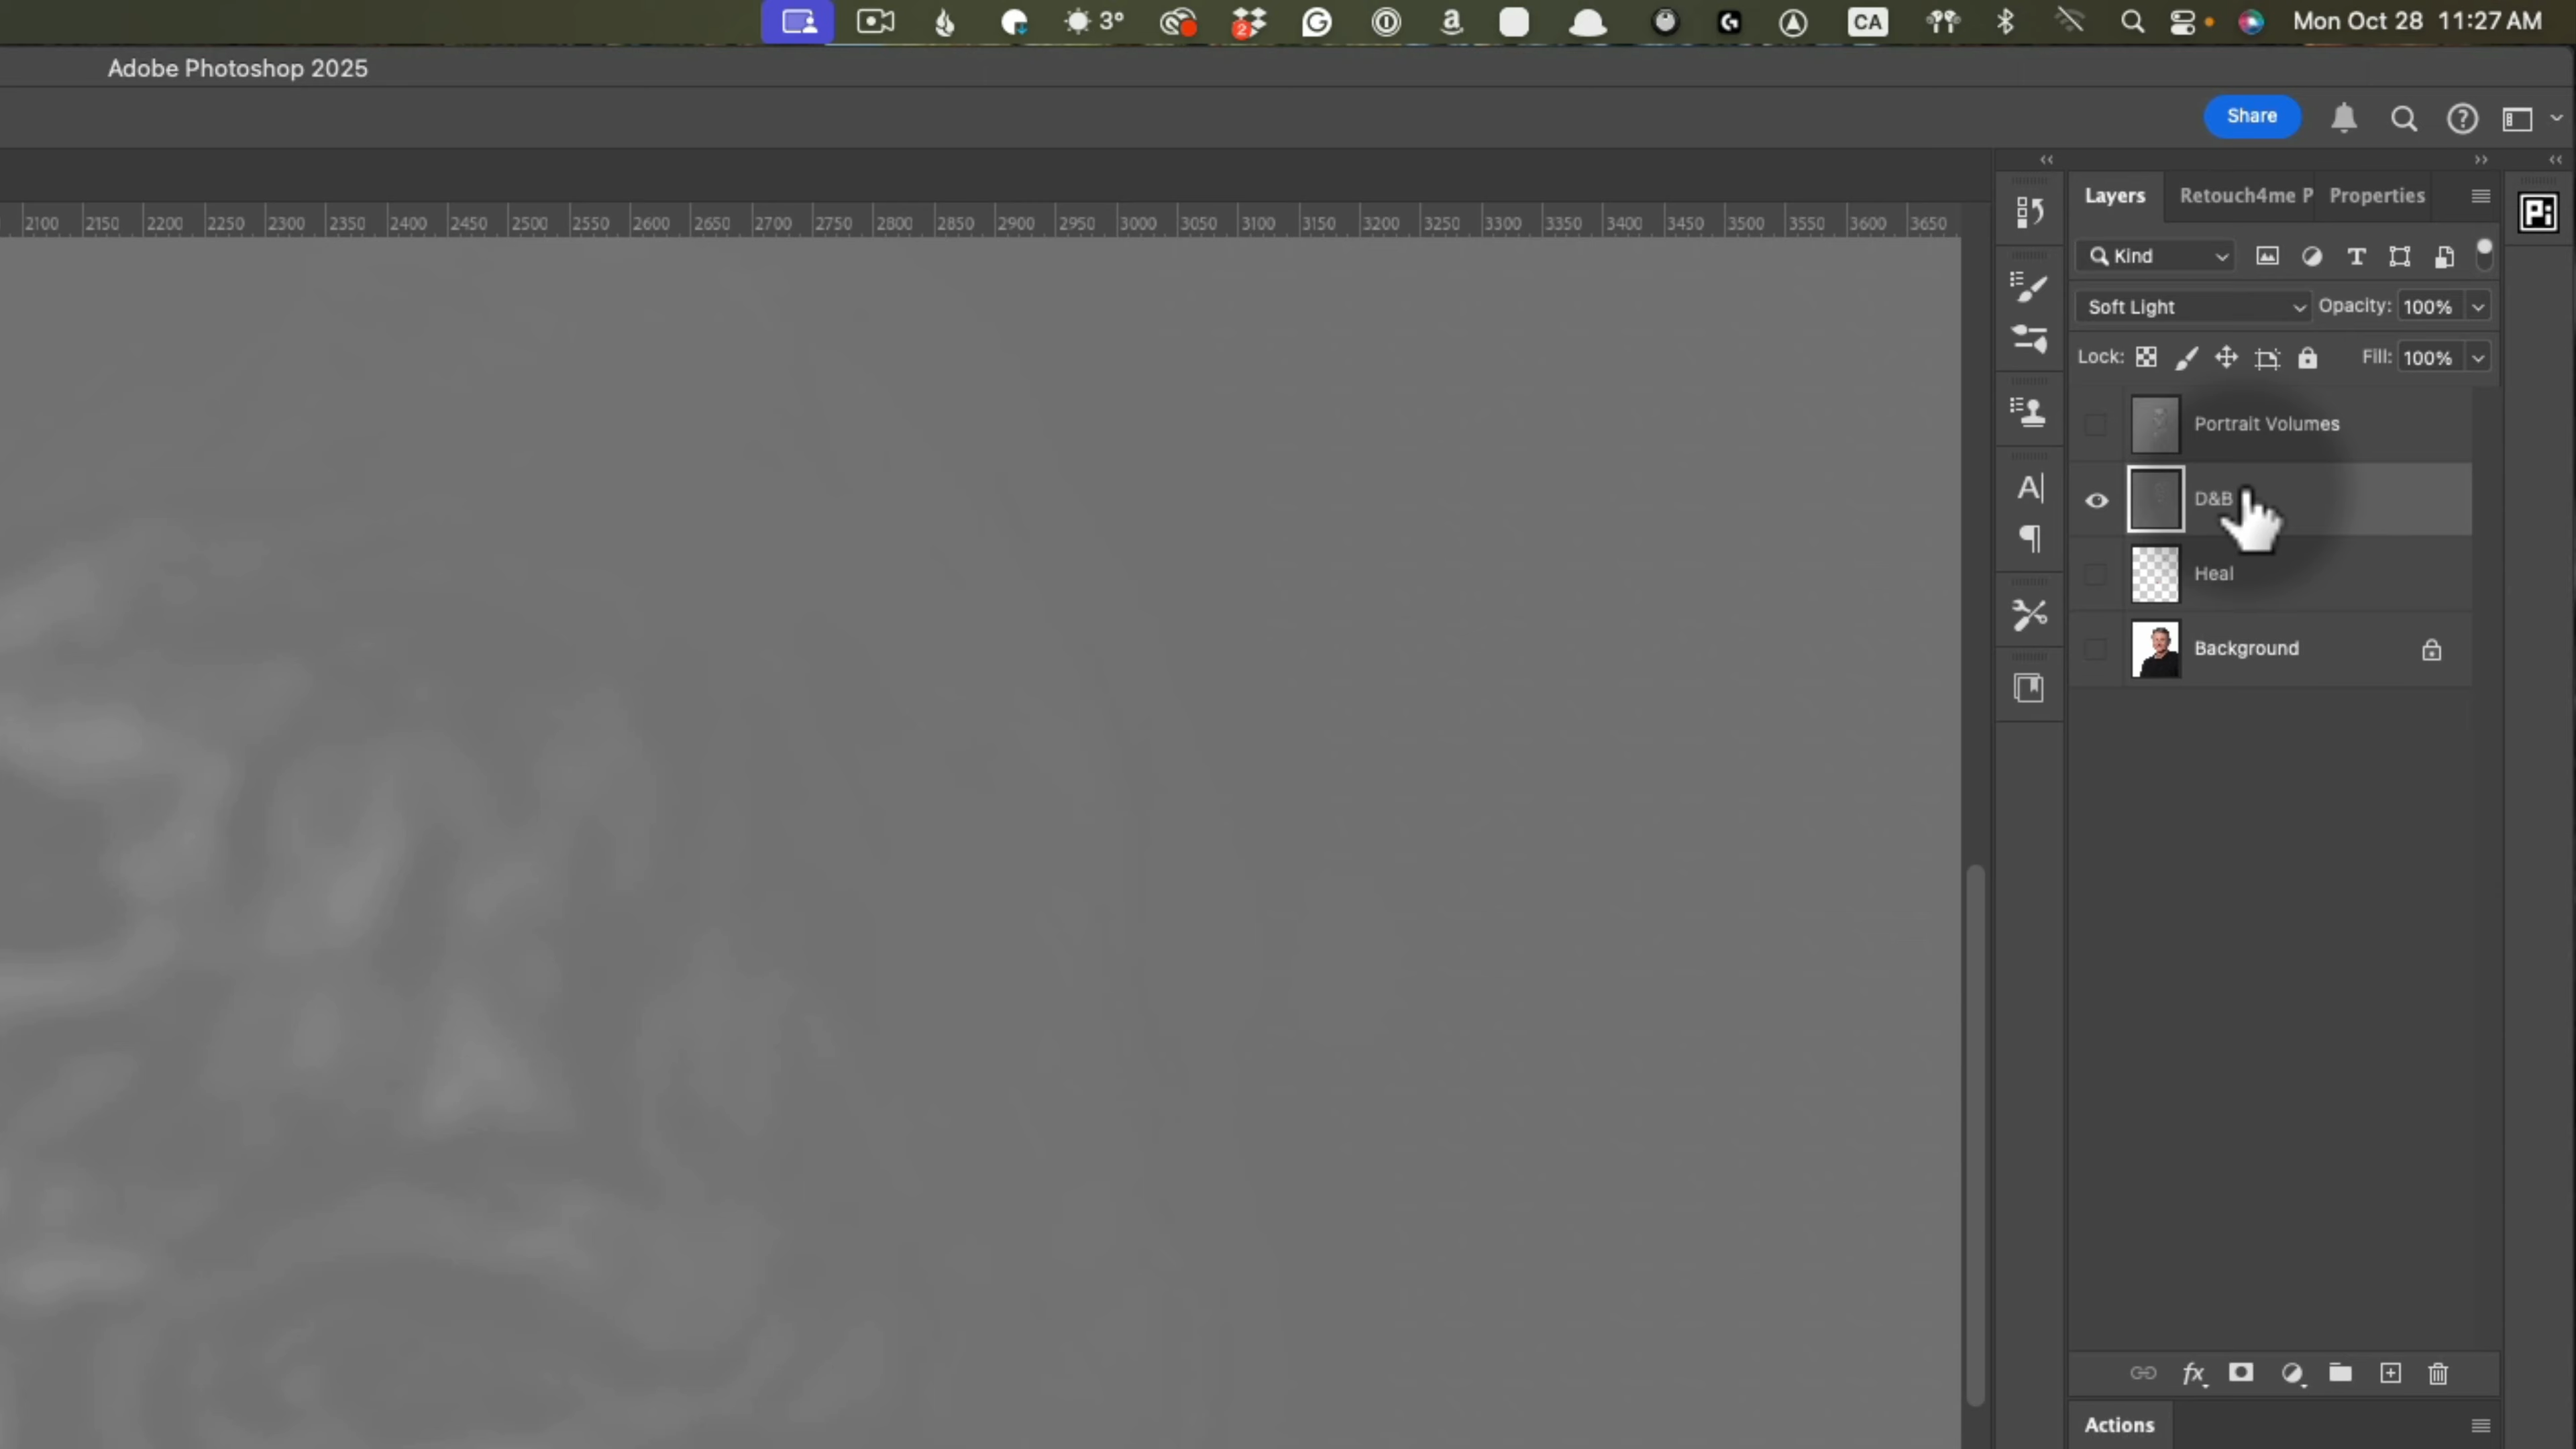 3° 2 CA Mon Oct 28 11:27 AM
Adobe Photoshop 2025
Share
2100 2150 2200 2250 2300 2350 2400 2450 2500 2550 2600 2650 2700 2750 2800 2850 2900 2950 3000 3050 3100 3150 3200 3250 3300 3350 3400 3450 3500 3550 3600 3650
Layers Retouch4me P Properties
Pi
Kind
Soft Light Opacity: 100%
Lock: Fill: 100%
Portrait Volumes
D&B
Heal
Background
fx
Actions